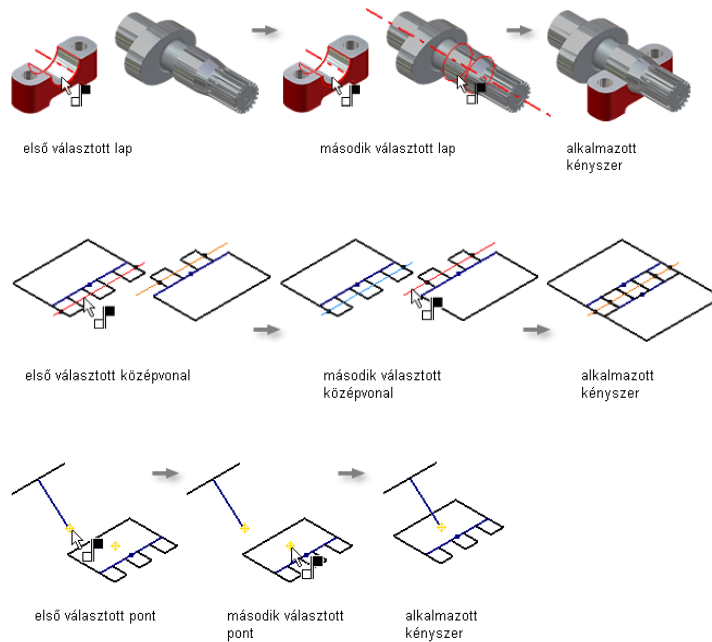 első választott lap
második választott lap
alkalmazott
kényszer
első választott középvonal
második választott
középvonal
alkalmazott
kényszer
első választott pont
második választott
pont
alkalmazott
kényszer